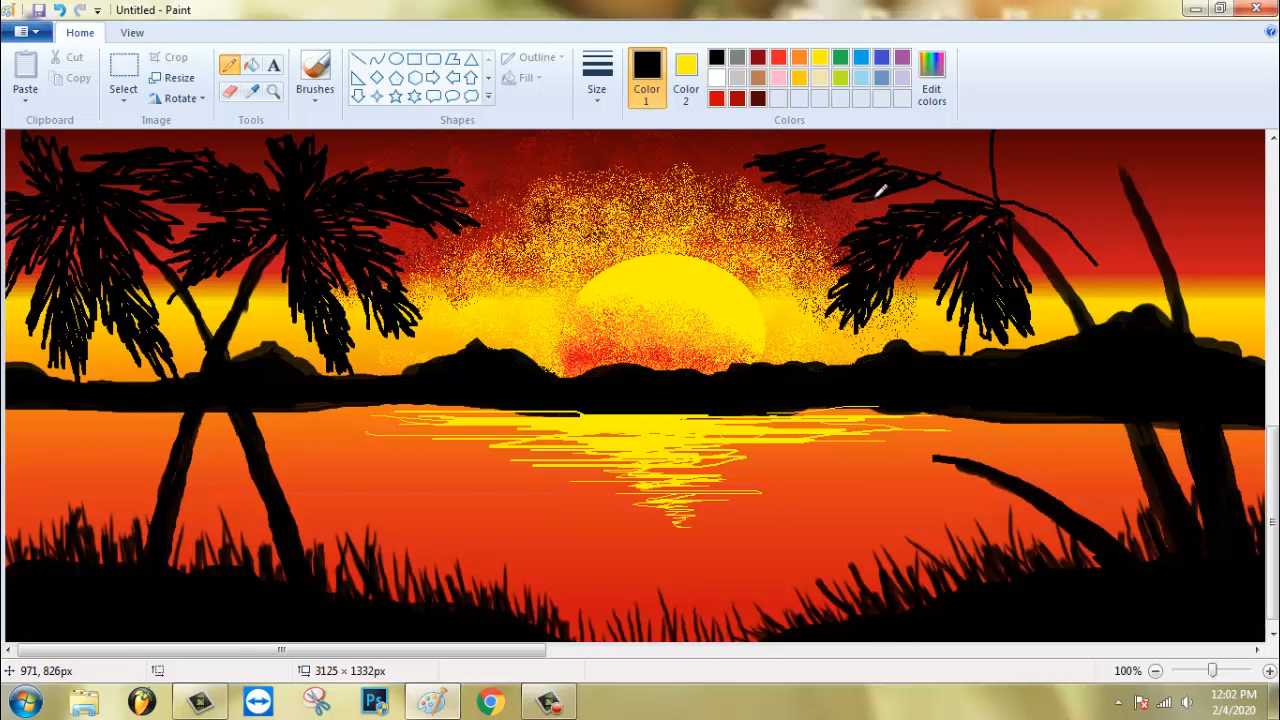 Untitled - Paint
Home
View
Paste
Cut
Copy
Clipboard
Select
Crop
Resize
Rotate
Image
A
Tools
Brushes
Outline
Fill
Shapes
Size
Color 1
Color 2
Edit colors
Colors
971, 826px
3125 × 1332px
100%
Ps
12:02 PM
2/4/2020